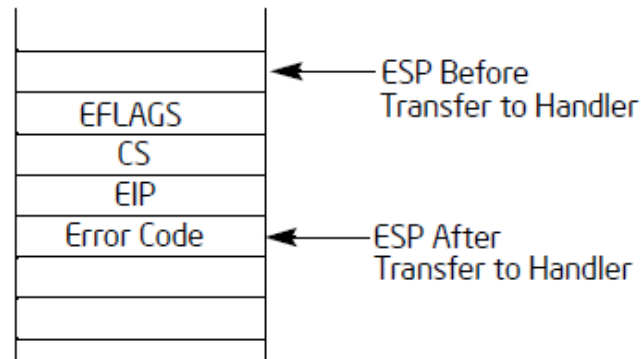 ESP Before
Transfer to Handler
EFLAGS
CS
EIP
Error Code
ESP After
Transfer to Handler